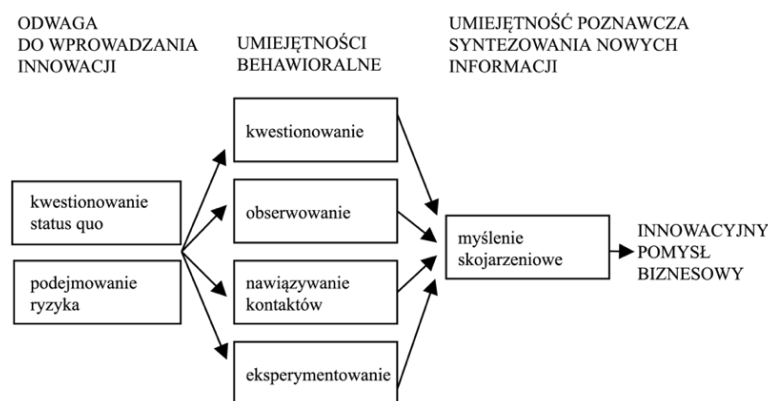 ODWAGA
DO WPROWADZANIA
INNOWACJI
UMIEJĘTNOŚCI
BEHAWIORALNE
UMIEJĘTNOŚĆ POZNAWCZA
SYNTEZOWANIA NOWYCH
INFORMACJI
kwestionowanie
status quo
podejmowanie
ryzyka
kwestionowanie
obserwowanie
nawiązywanie
kontaktów
eksperymentowanie
myślenie
skojarzeniowe
INNOWACYJNY
POMYSŁ
BIZNESOWY